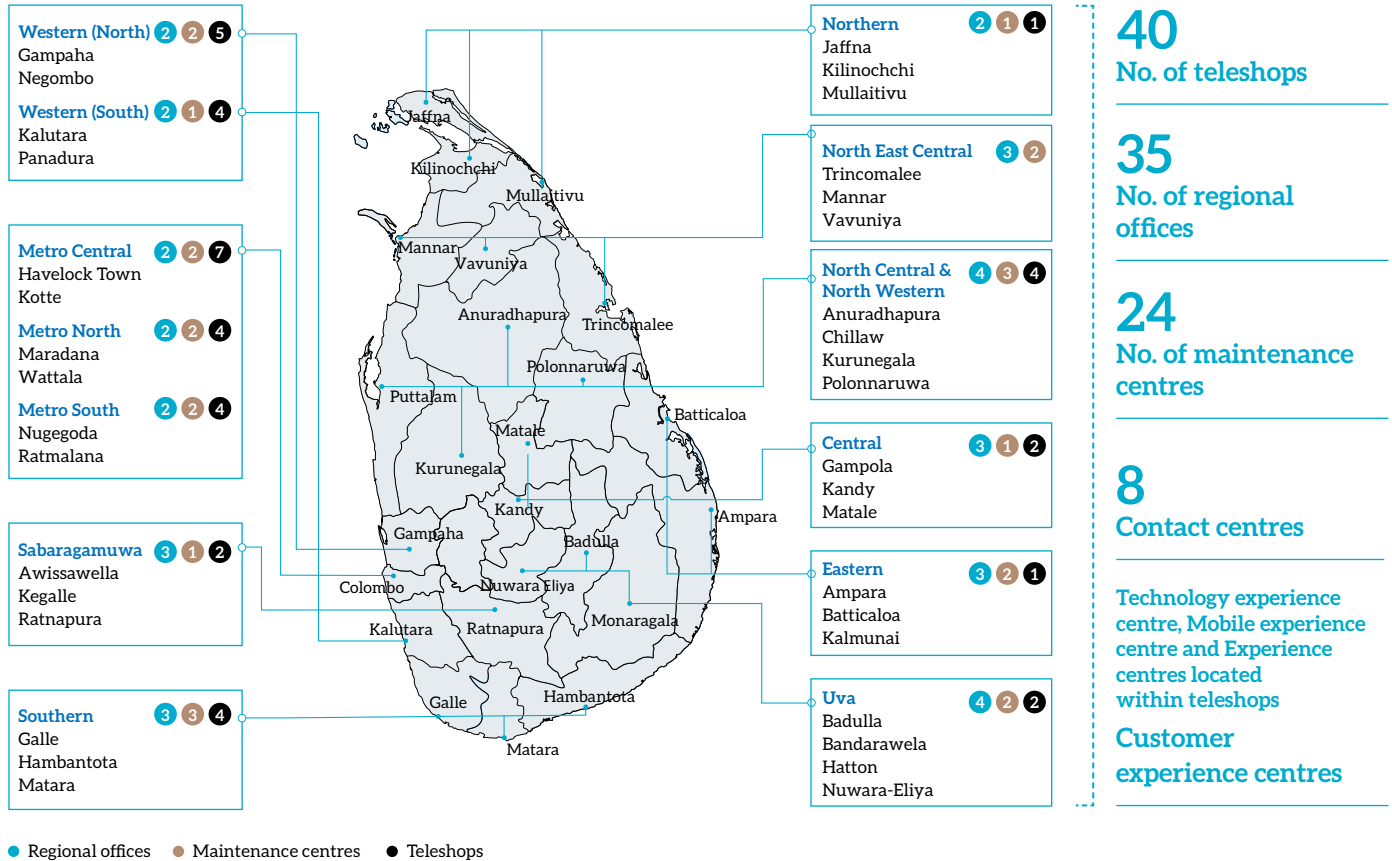 Western (North) 2 2 5
Gampaha
Negombo
Western (South) 2 1 4
Kalutara
Panadura
Metro Central 2 2 7
Havelock Town
Kotte
Metro North 2 2 4
Maradana
Wattala
Metro South 2 2 4
Nugegoda
Ratmalana
Sabaragamuwa 3 1 2
Awissawella
Kegalle
Ratnapura
Southern 3 3 4
Galle
Hambantota
Matara
Jaffna
Kilinochchi
Mullaitivu
Mannar
Vavuniya
Anuradhapura
Trincomalee
Polonnaruwa
Puttalam
Batticaloa
Matale
Kurunegala
Kandy
Ampara
Gampaha
Badulla
Colombo
Nuwara Eliya
Kalutara
Ratnapura
Monaragala
Galle
Hambantota
Matara
Northern 2 1 1
Jaffna
Kilinochchi
Mullaitivu
North East Central 3 2
Trincomalee
Mannar
Vavuniya
North Central & 4 3 4
North Western
Anuradhapura
Chillaw
Kurunegala
Polonnaruwa
Central 3 1 2
Gampola
Kandy
Matale
Eastern 3 2 1
Ampara
Batticaloa
Kalmunai
Uva 4 2 2
Badulla
Bandarawela
Hatton
Nuwara-Eliya
40
No. of teleshops
35
No. of regional
offices
24
No. of maintenance
centres
8
Contact centres
Technology experience
centre, Mobile experience
centre and Experience
centres located
within teleshops
Customer
experience centres
Regional offices Maintenance centres Teleshops